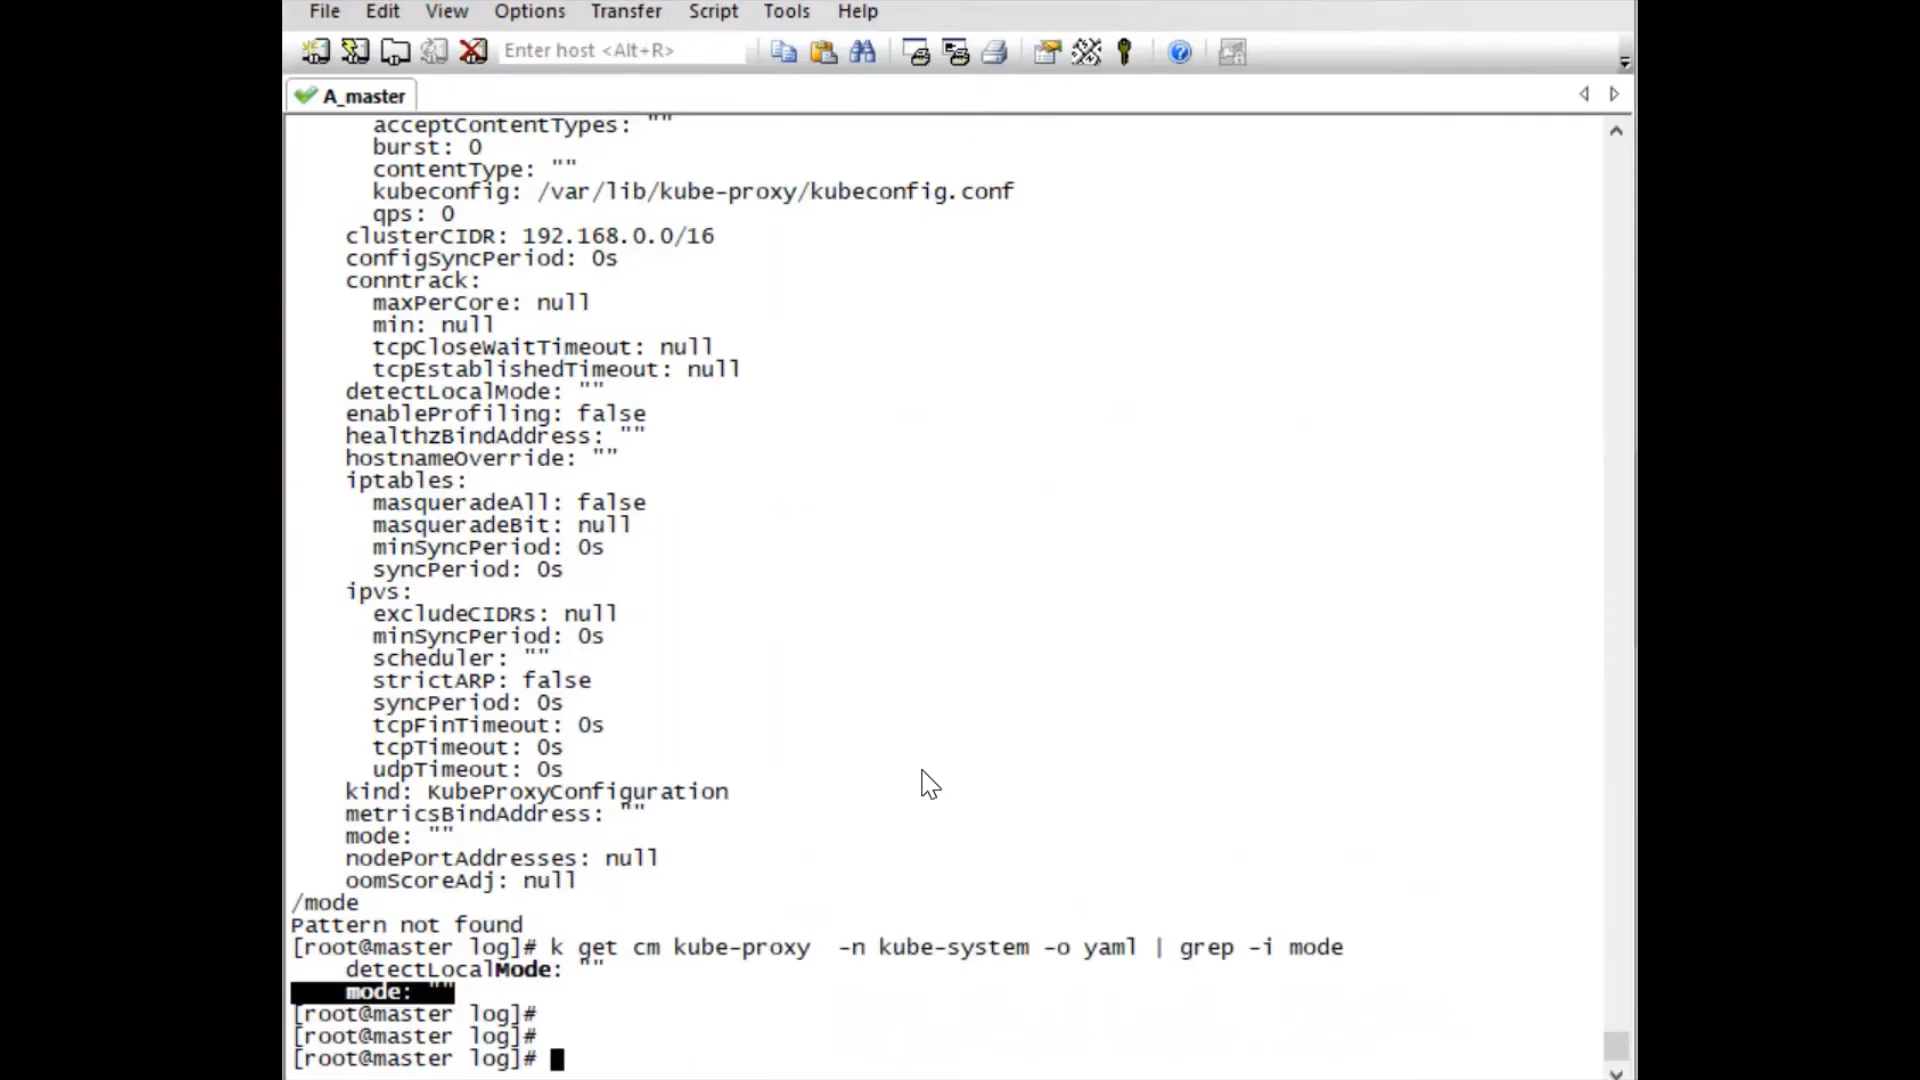 File Edit View Options Transfer Script Tools Help
Enter host <Alt+R>
A_master
acceptContentTypes: ""
burst: 0
contentType: ""
kubeconfig: /var/lib/kube-proxy/kubeconfig.conf
qps: 0
clusterCIDR: 192.168.0.0/16
configSyncPeriod: 0s
conntrack:
maxPerCore: null
min: null
tcpCloseWaitTimeout: null
tcpEstablishedTimeout: null
detectLocalMode: ""
enableProfiling: false
healthzBindAddress: ""
hostnameOverride: ""
iptables:
masqueradeAll: false
masqueradeBit: null
minSyncPeriod: 0s
syncPeriod: 0s
ipvs:
excludeCIDRs: null
minSyncPeriod: 0s
scheduler: ""
strictARP: false
syncPeriod: 0s
tcpFinTimeout: 0s
tcpTimeout: 0s
udpTimeout: 0s
kind: KubeProxyConfiguration
metricsBindAddress: ""
mode: ""
nodePortAddresses: null
oomScoreAdj: null
/mode
Pattern not found
[root@master log]# k get cm kube-proxy  -n kube-system -o yaml | grep -i mode
detectLocalMode: ""
mode: ""
[root@master log]#
[root@master log]#
[root@master log]#